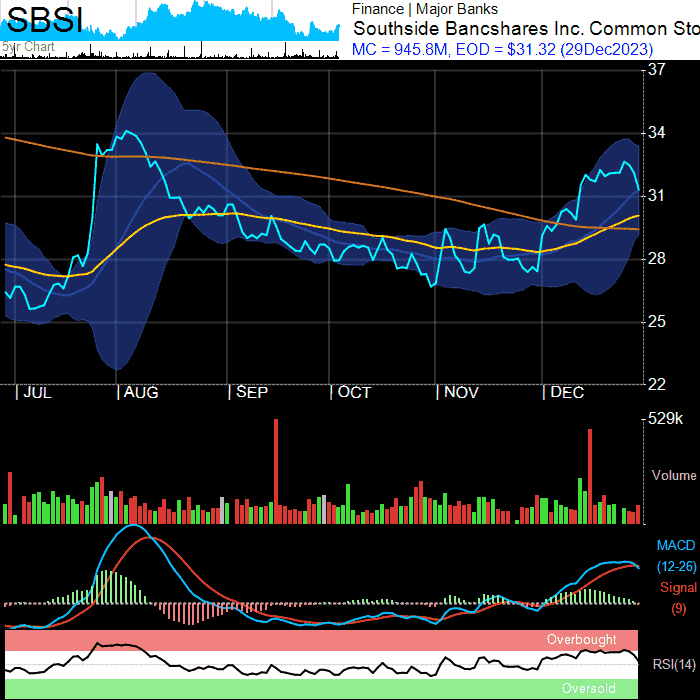 SBSI
5yr Chart
Finance | Major Banks
Southside Bancshares Inc. Common Sto
MC = 945.8M, EOD = $31.32 (29Dec2023)
37
34
31
28
25
22
| JUL | AUG | SEP | OCT | NOV | DEC
529k
Volume
MACD
(12-26)
Signal
(9)
Overbought
RSI(14)
Oversold